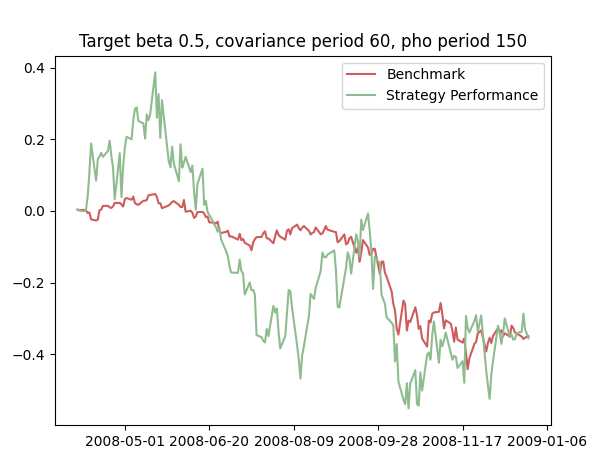 Target beta 0.5, covariance period 60, pho period 150
Benchmark
Strategy Performance
0.4
0.2
0.0
−0.2
−0.4
2008-05-01 2008-06-20 2008-08-09 2008-09-28 2008-11-17 2009-01-06